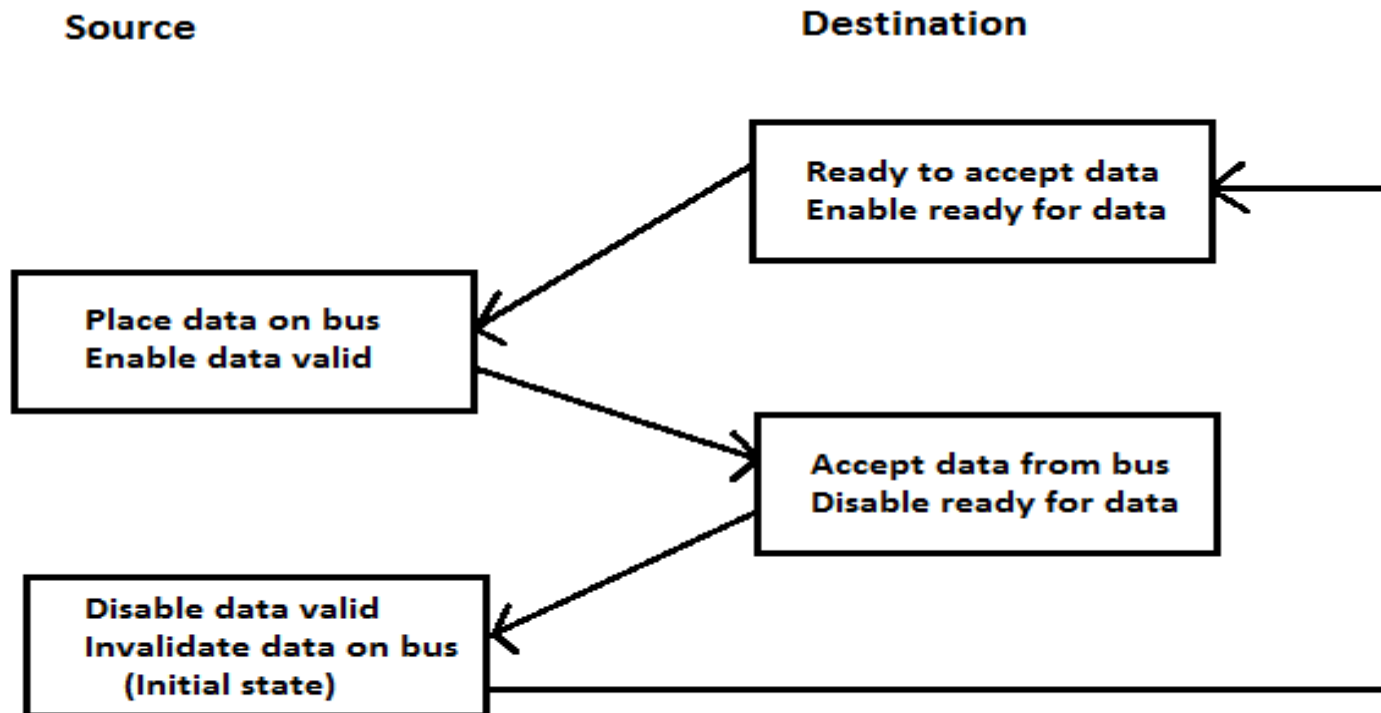 Source
Destination
Ready to accept data
Enable ready for data
Place data on bus
Enable data valid
Accept data from bus
Disable ready for data
Disable data valid
Invalidate data on bus
(Initial state)